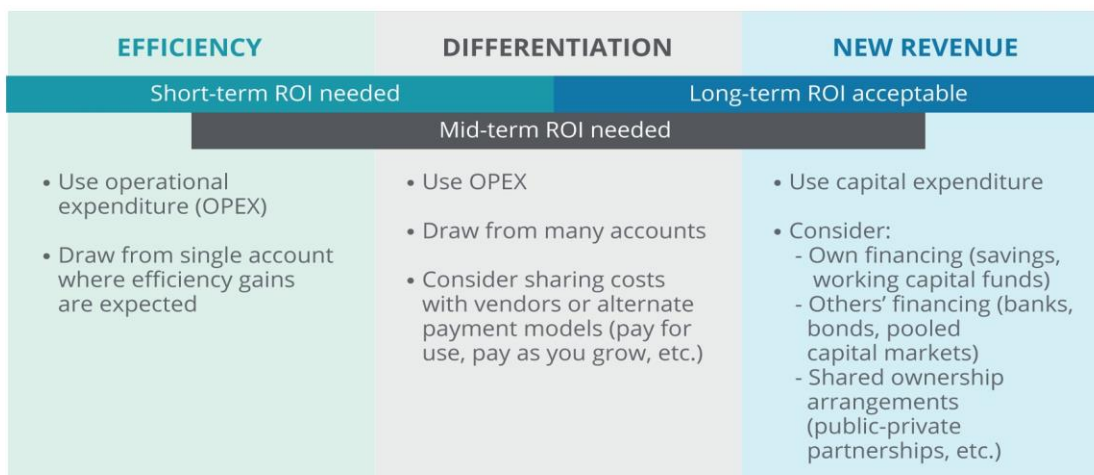 EFFICIENCY
DIFFERENTIATION
NEW REVENUE
Short-term ROI needed
Long-term ROI acceptable
Mid-term ROI needed
• Use operational
expenditure (OPEX)
• Draw from single account
where efficiency gains
are expected
• Use OPEX
• Draw from many accounts
• Consider sharing costs
with vendors or alternate
payment models (pay for
use, pay as you grow, etc.)
• Use capital expenditure
• Consider:
- Own financing (savings,
working capital funds)
- Others’ financing (banks,
bonds, pooled
capital markets)
- Shared ownership
arrangements
(public-private
partnerships, etc.)